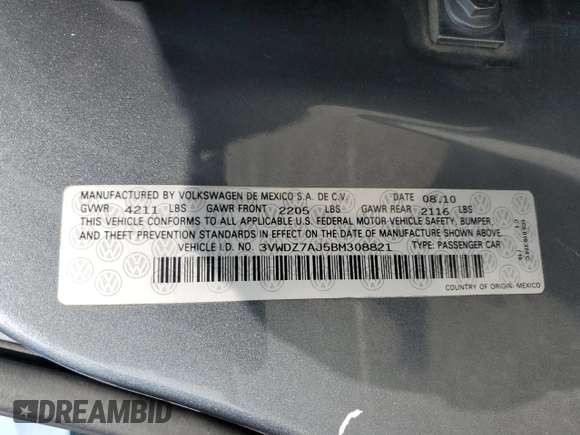 MANUFACTURED BY VOLKSWAGEN DE MEXICO S.A. DE C.V. DATE 08.10
GVWR 4211 LBS GAWR FRONT 2205 LBS GAWR REAR 2116 LBS
THIS VEHICLE CONFORMS TO ALL APPLICABLE U.S. FEDERAL MOTOR VEHICLE SAFETY, BUMPER,
AND THEFT PREVENTION STANDARDS IN EFFECT ON THE DATE OF MANUFACTURE SHOWN ABOVE.
VEHICLE I.D. NO. 3VWDZ7AJ5BM308821 TYPE: PASSENGER CAR
COUNTRY OF ORIGIN: MEXICO
DREAMBID